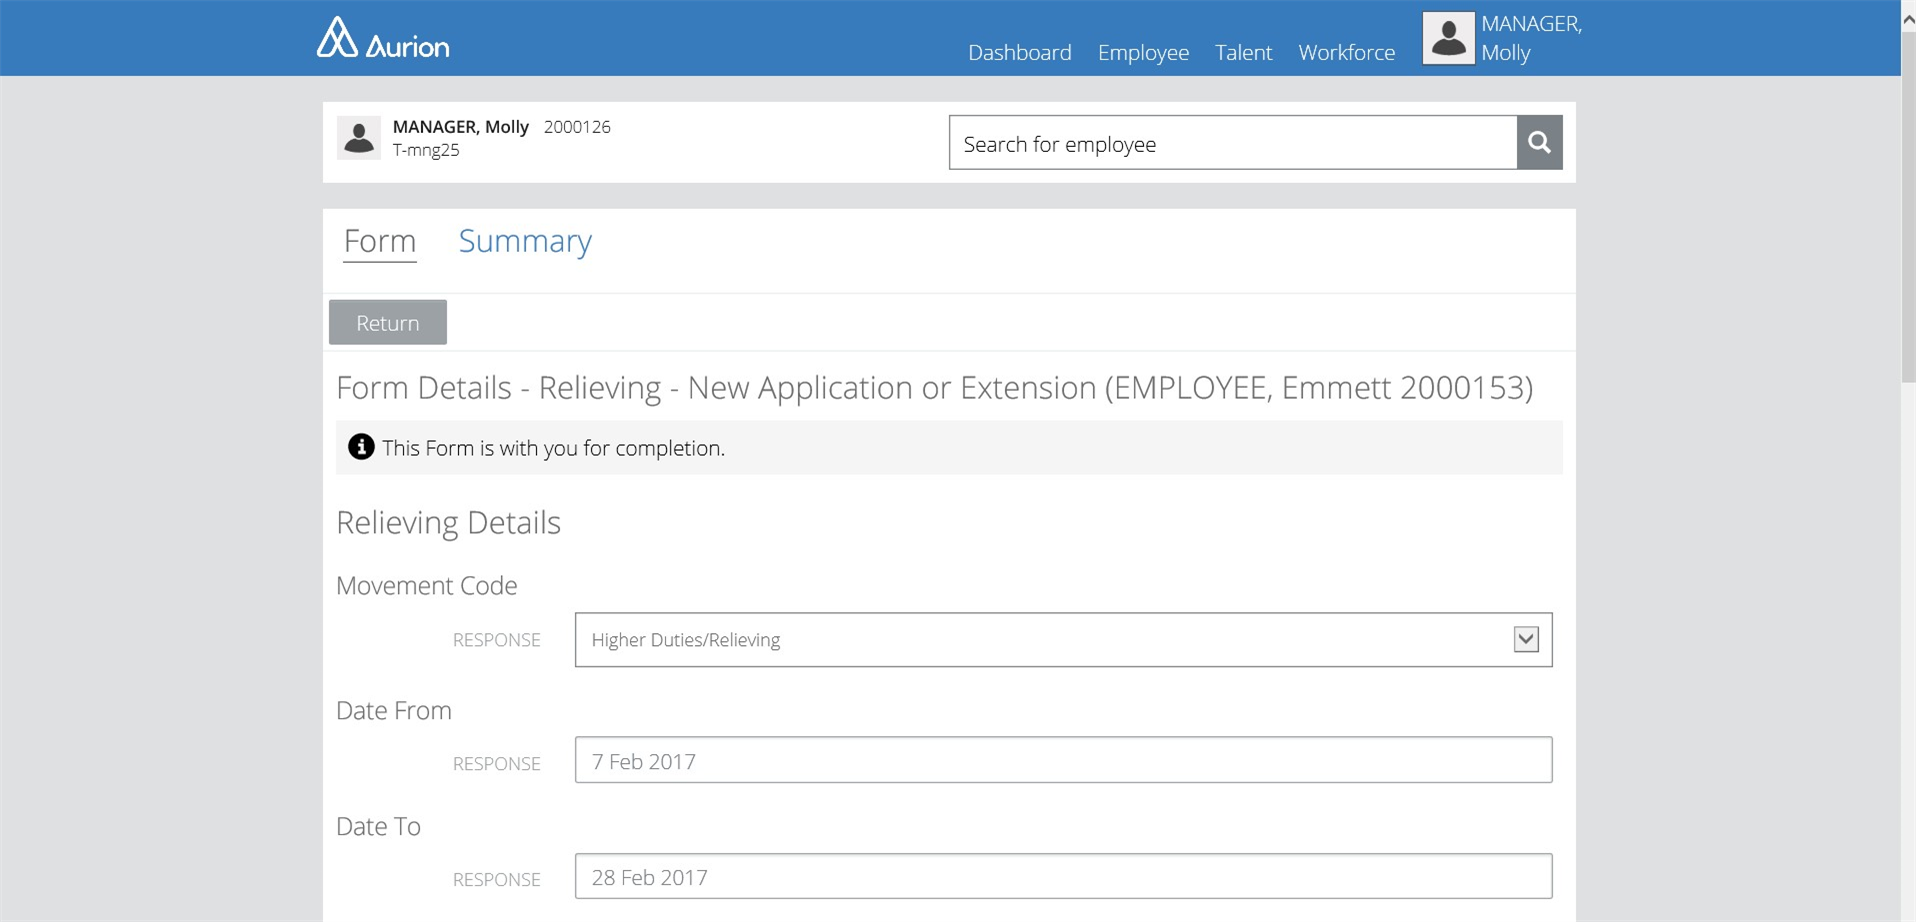 Aurion
Dashboard Employee Talent Workforce
MANAGER,
Molly
MANAGER, Molly 2000126
T-mng25
Search for employee
Form Summary
Return
Form Details - Relieving - New Application or Extension (EMPLOYEE, Emmett 2000153)
This Form is with you for completion.
Relieving Details
Movement Code
RESPONSE Higher Duties/Relieving
Date From
RESPONSE 7 Feb 2017
Date To
RESPONSE 28 Feb 2017